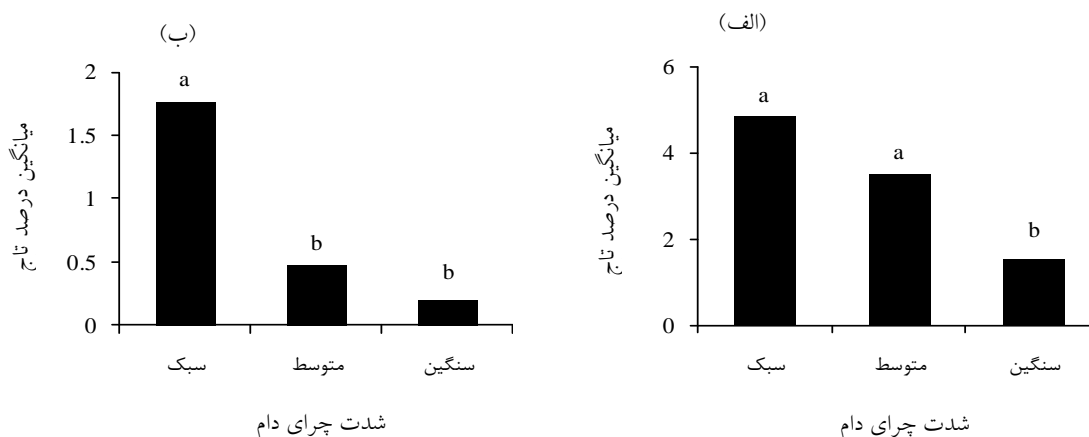 (الف)
میانگین درصد تاج
6
4
2
0
a
a
b
سبک
متوسط
سنگین
شدت چرای دام
(ب)
میانگین درصد تاج
2
1.5
1
0.5
0
a
b
b
سبک
متوسط
سنگین
شدت چرای دام